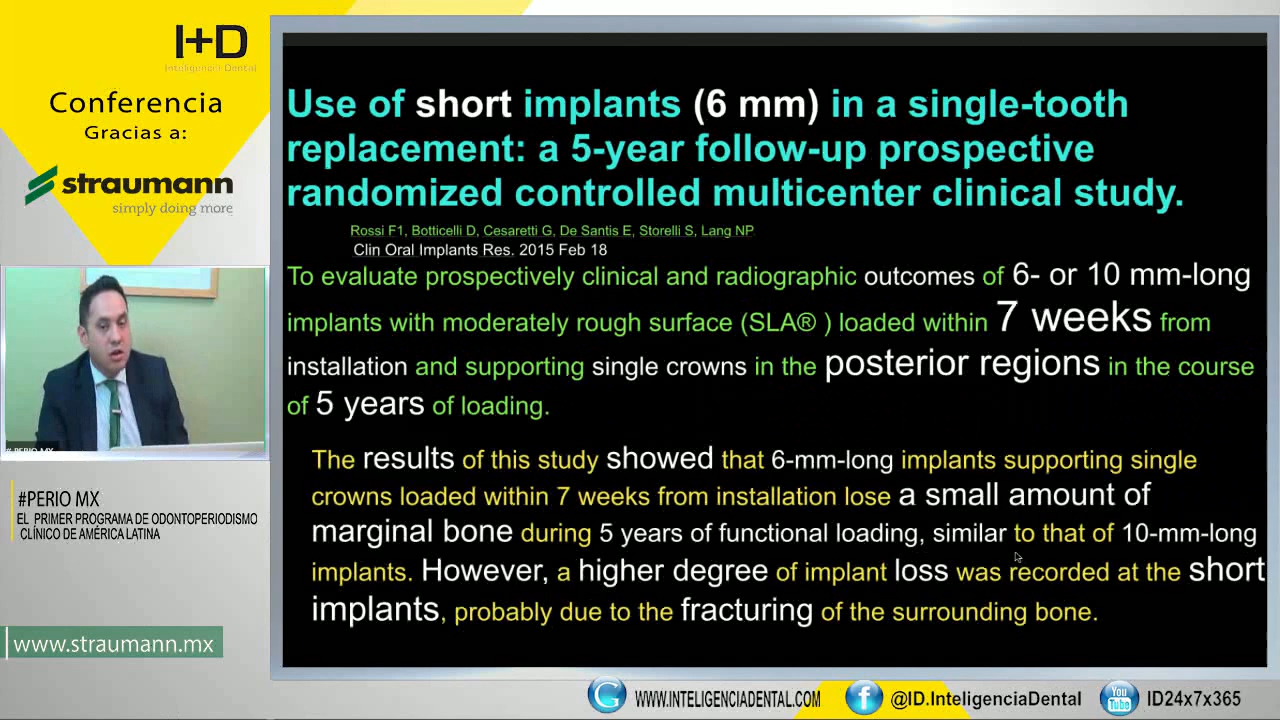 I+D
Inteligencia Dental
Conferencia
Gracias a:
straumann
simply doing more
Use of short implants (6 mm) in a single-tooth
replacement: a 5-year follow-up prospective
randomized controlled multicenter clinical study.
Rossi F1, Botticelli D, Cesaretti G, De Santis E, Storelli S, Lang NP
Clin Oral Implants Res. 2015 Feb 18
To evaluate prospectively clinical and radiographic outcomes of 6- or 10 mm-long
implants with moderately rough surface (SLA® ) loaded within 7 weeks from
installation and supporting single crowns in the posterior regions in the course
of 5 years of loading.
The results of this study showed that 6-mm-long implants supporting single
crowns loaded within 7 weeks from installation lose a small amount of
marginal bone during 5 years of functional loading, similar to that of 10-mm-long
implants. However, a higher degree of implant loss was recorded at the short
implants, probably due to the fracturing of the surrounding bone.
# PERIO MX
#PERIO MX
EL PRIMER PROGRAMA DE ODONTOPERIODISMO
CLÍNICO DE AMÉRICA LATINA
www.straumann.mx
WWW.INTELIGENCIADENTAL.COM
@ID.InteligenciaDental
You Tube
ID24x7x365